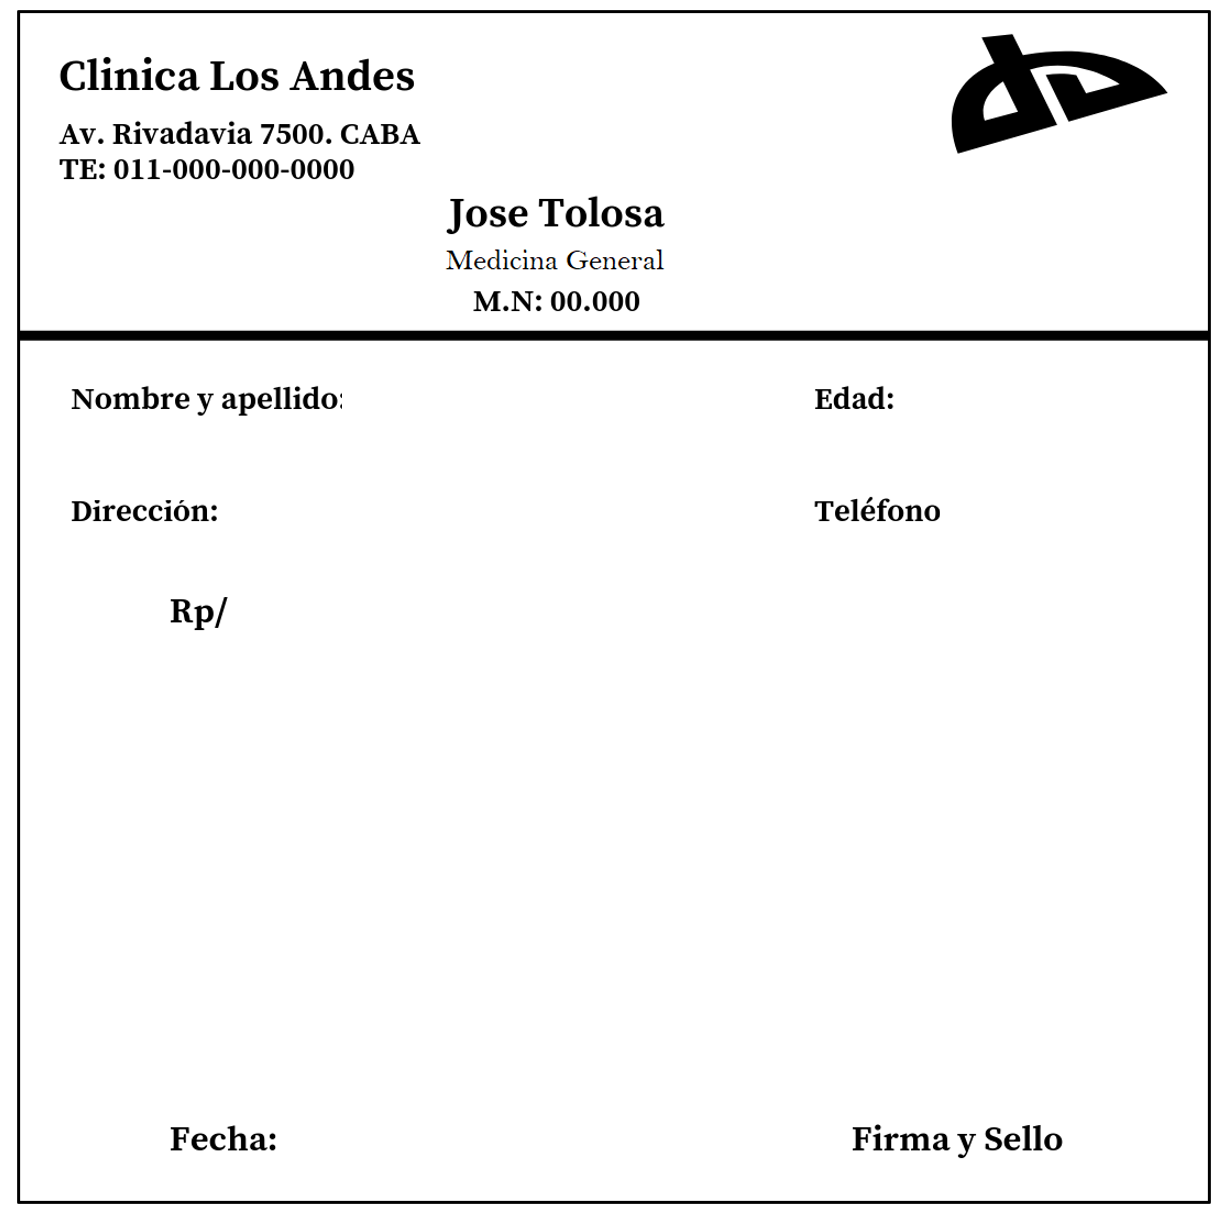 Clinica Los Andes
Av. Rivadavia 7500. CABA
TE: 011-000-000-0000
Jose Tolosa
Medicina General
M.N: 00.000
Nombre y apellido:
Edad:
Dirección:
Teléfono
Rp/
Fecha:
Firma y Sello